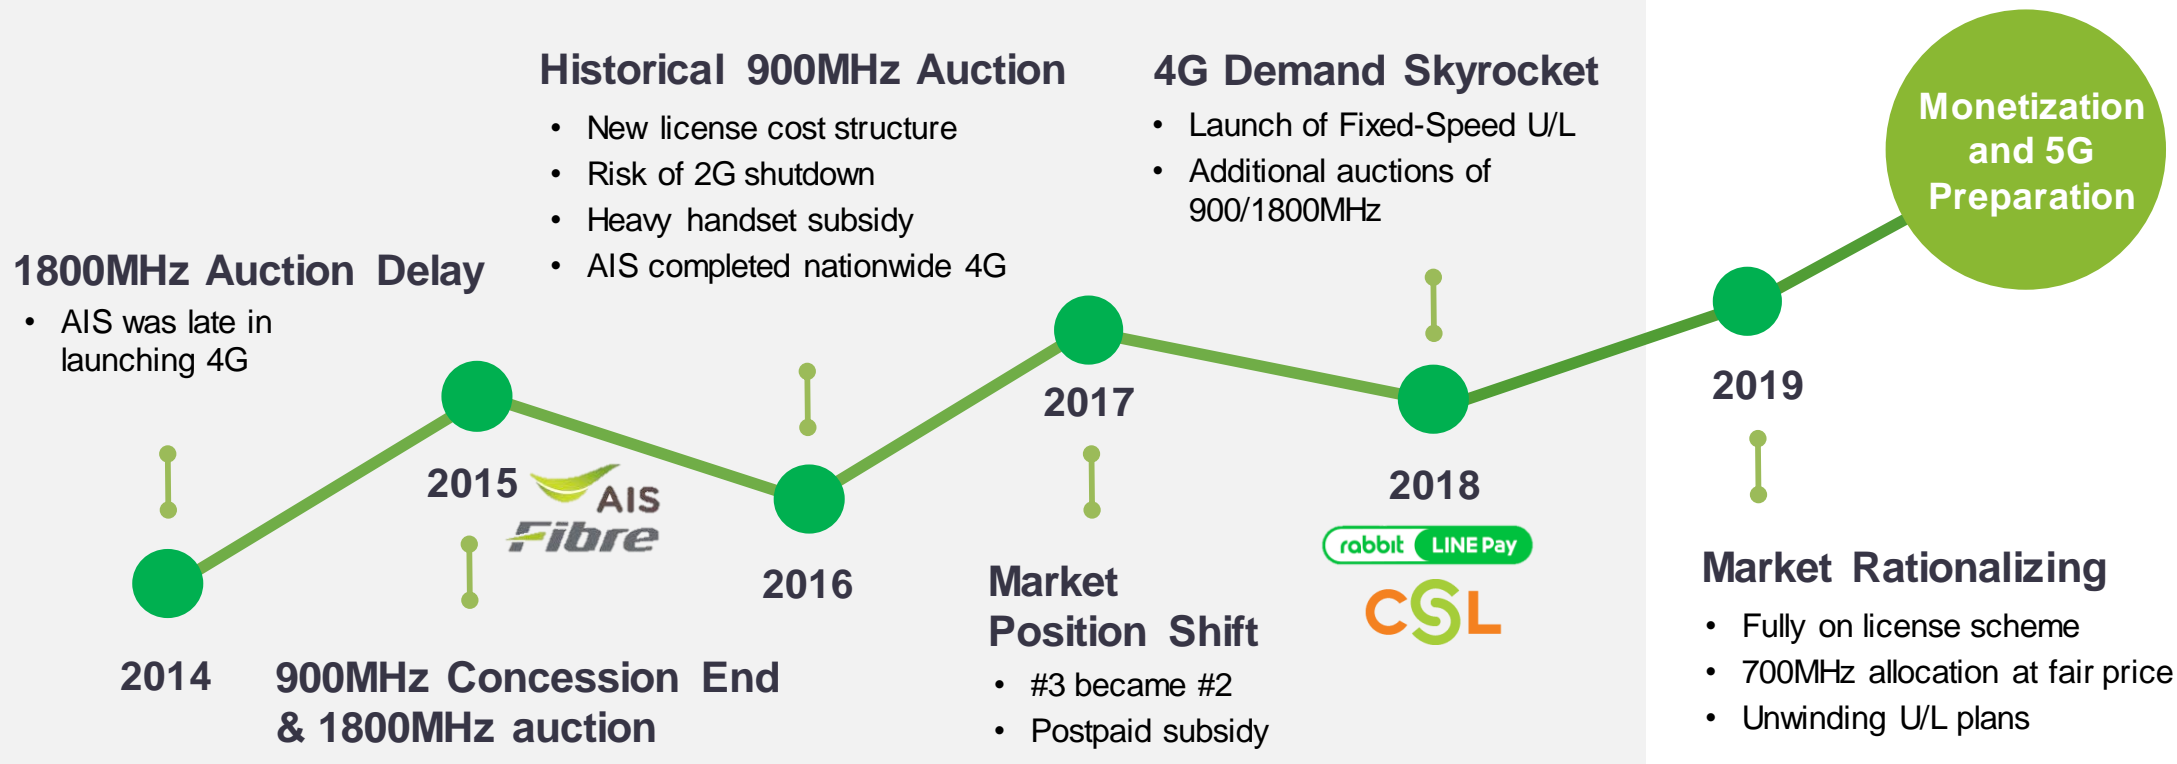 1800MHz Auction Delay
• AIS was late in
launching 4G
2014
2015
AIS
Fibre
900MHz Concession End
& 1800MHz auction
Historical 900MHz Auction
• New license cost structure
• Risk of 2G shutdown
• Heavy handset subsidy
• AIS completed nationwide 4G
2016
2017
Market
Position Shift
• #3 became #2
• Postpaid subsidy
4G Demand Skyrocket
• Launch of Fixed-Speed U/L
• Additional auctions of
900/1800MHz
2018
rabbit LINE Pay
CSL
2019
Market Rationalizing
• Fully on license scheme
• 700MHz allocation at fair price
• Unwinding U/L plans
Monetization
and 5G
Preparation